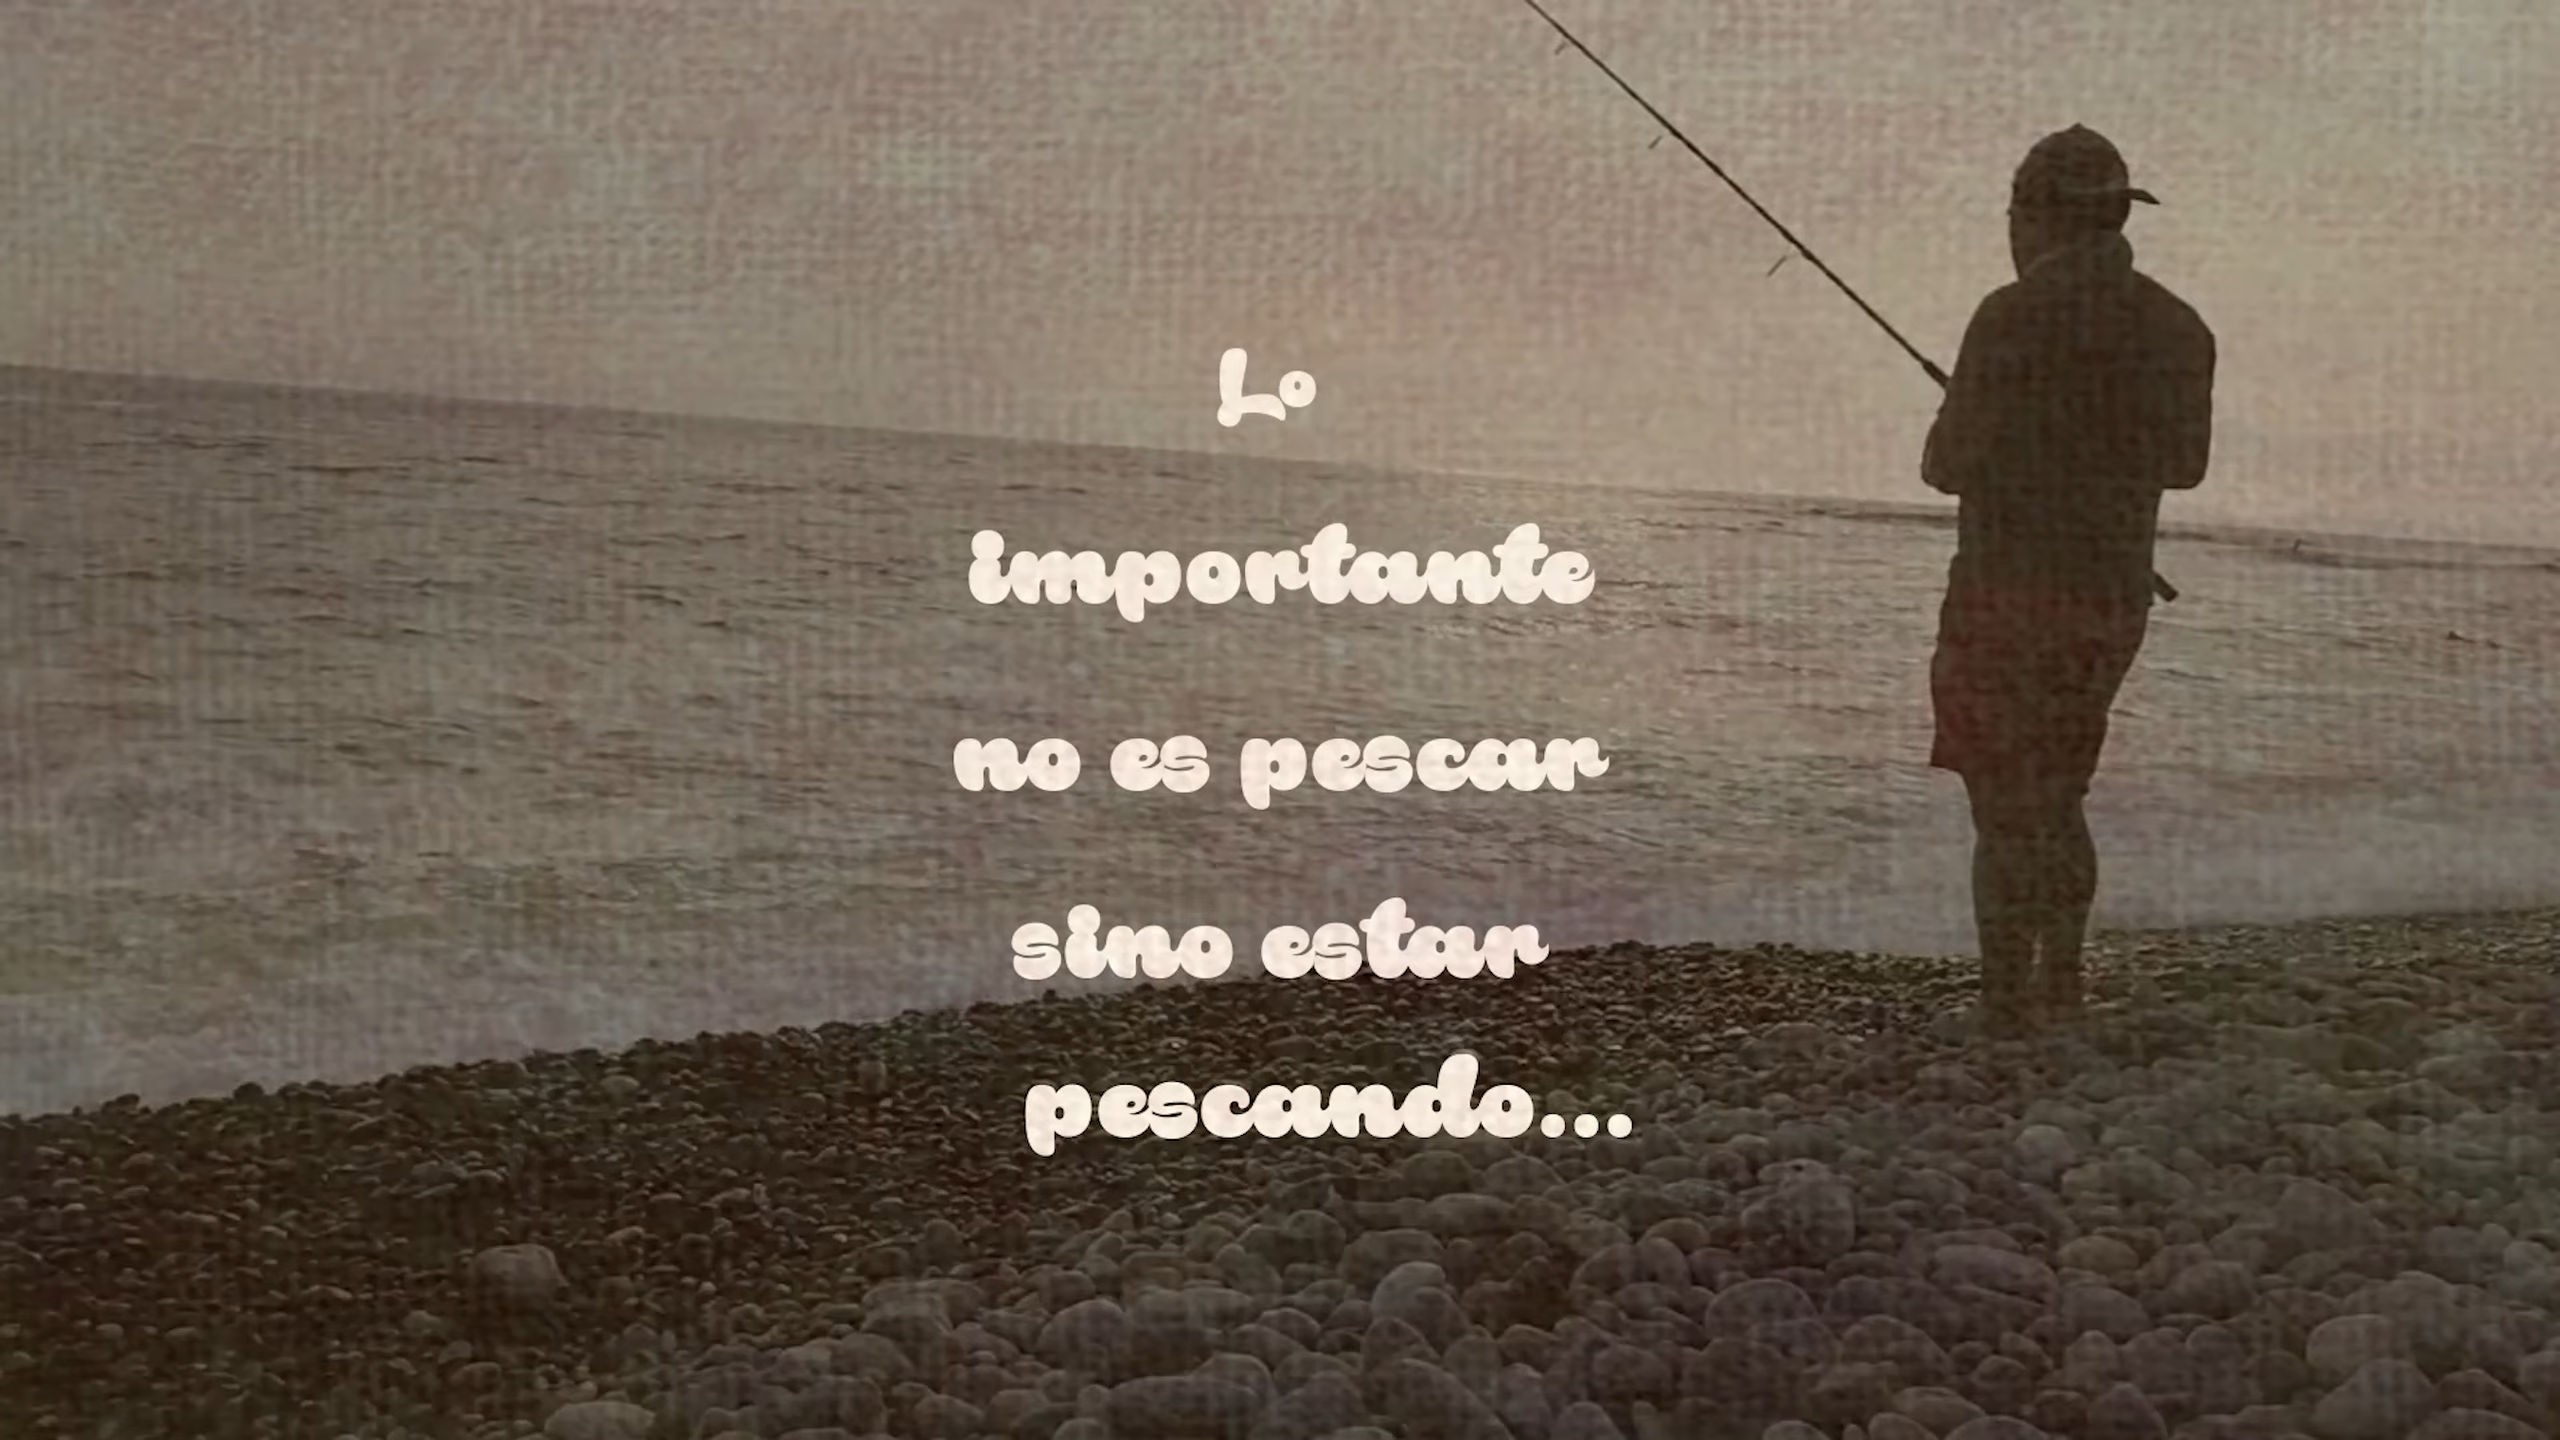 Lo
importante
no es pescar
sino estar
pescando...